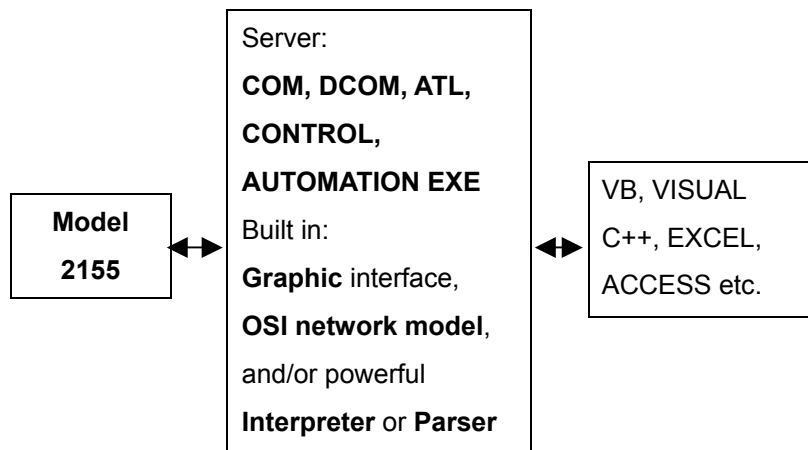 Model
2155
Server:
COM, DCOM, ATL,
CONTROL,
AUTOMATION EXE
Built in:
Graphic interface,
OSI network model,
and/or powerful
Interpreter or Parser
VB, VISUAL
C++, EXCEL,
ACCESS etc.